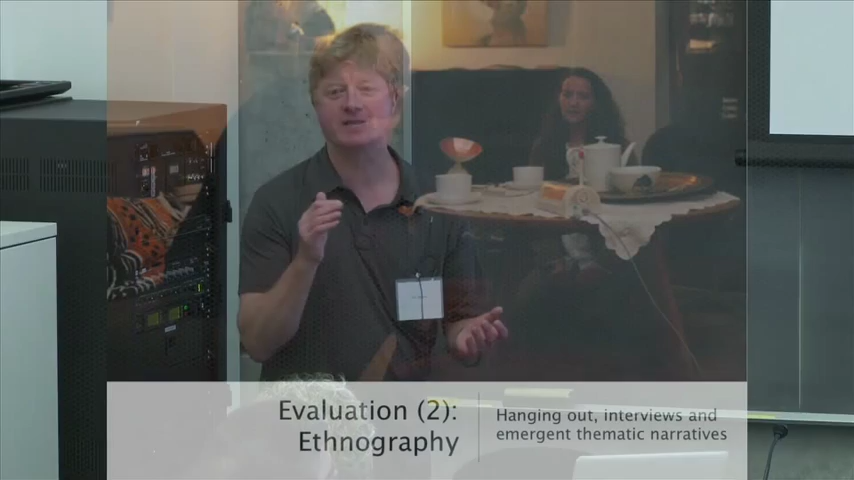 Evaluation (2):
Ethnography
Hanging out, interviews and
emergent thematic narratives